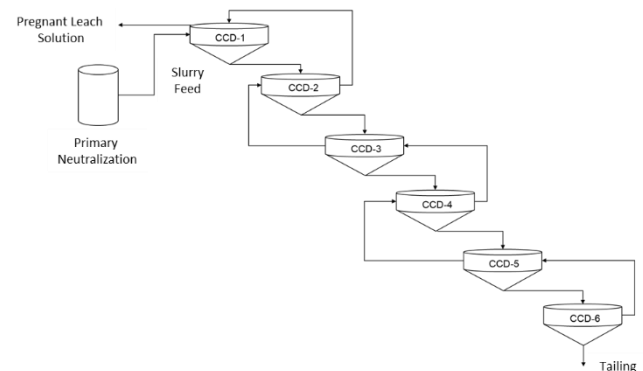 Pregnant Leach
Solution
CCD-1
Slurry
Feed
CCD-2
Primary
Neutralization
CCD-3
CCD-4
CCD-5
CCD-6
Tailing